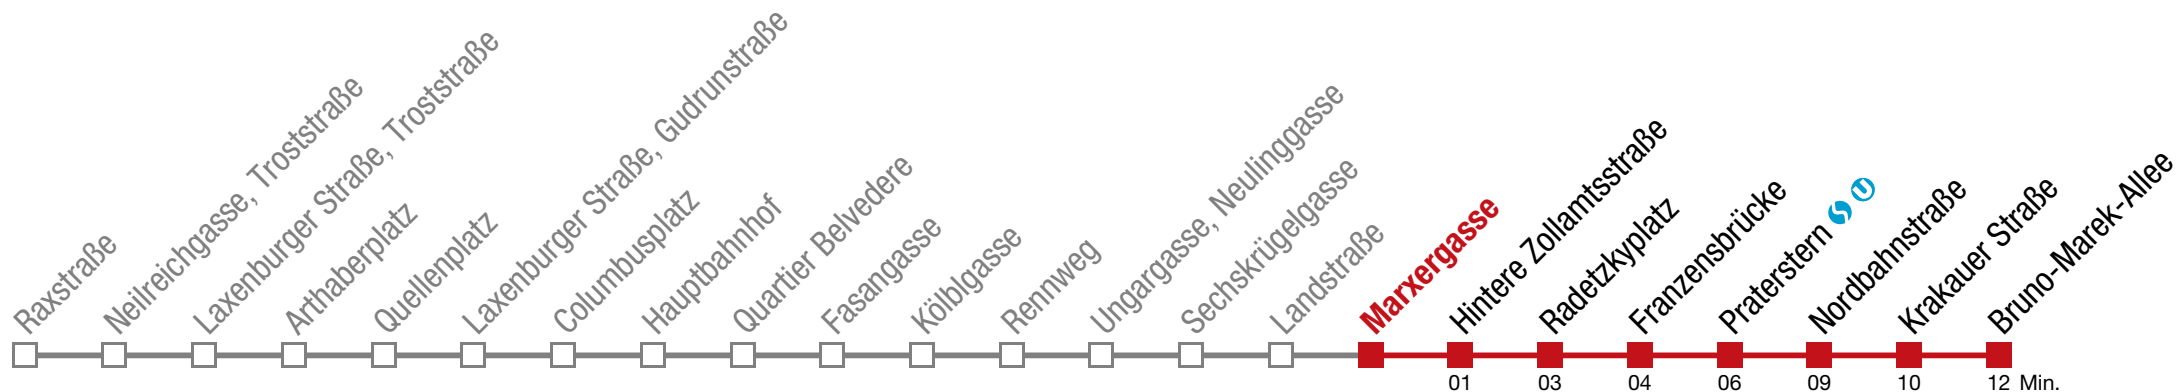 Raxstraße
Neilreichgasse, Troststraße
Laxenburger Straße, Troststraße
Arthaberplatz
Quellenplatz
Laxenburger Straße, Gudrunstraße
Columbusplatz
Hauptbahnhof
Quartier Belvedere
Fasangasse
Kölblgasse
Rennweg
Ungargasse, Neulinggasse
Sechskrügelgasse
Landstraße
Marxergasse
Hintere Zollamtsstraße
Radetzkyplatz
Franzensbrücke
Praterstern S U
Nordbahnstraße
Krakauer Straße
Bruno-Marek-Allee
01 03 04 06 09 10 12 Min.